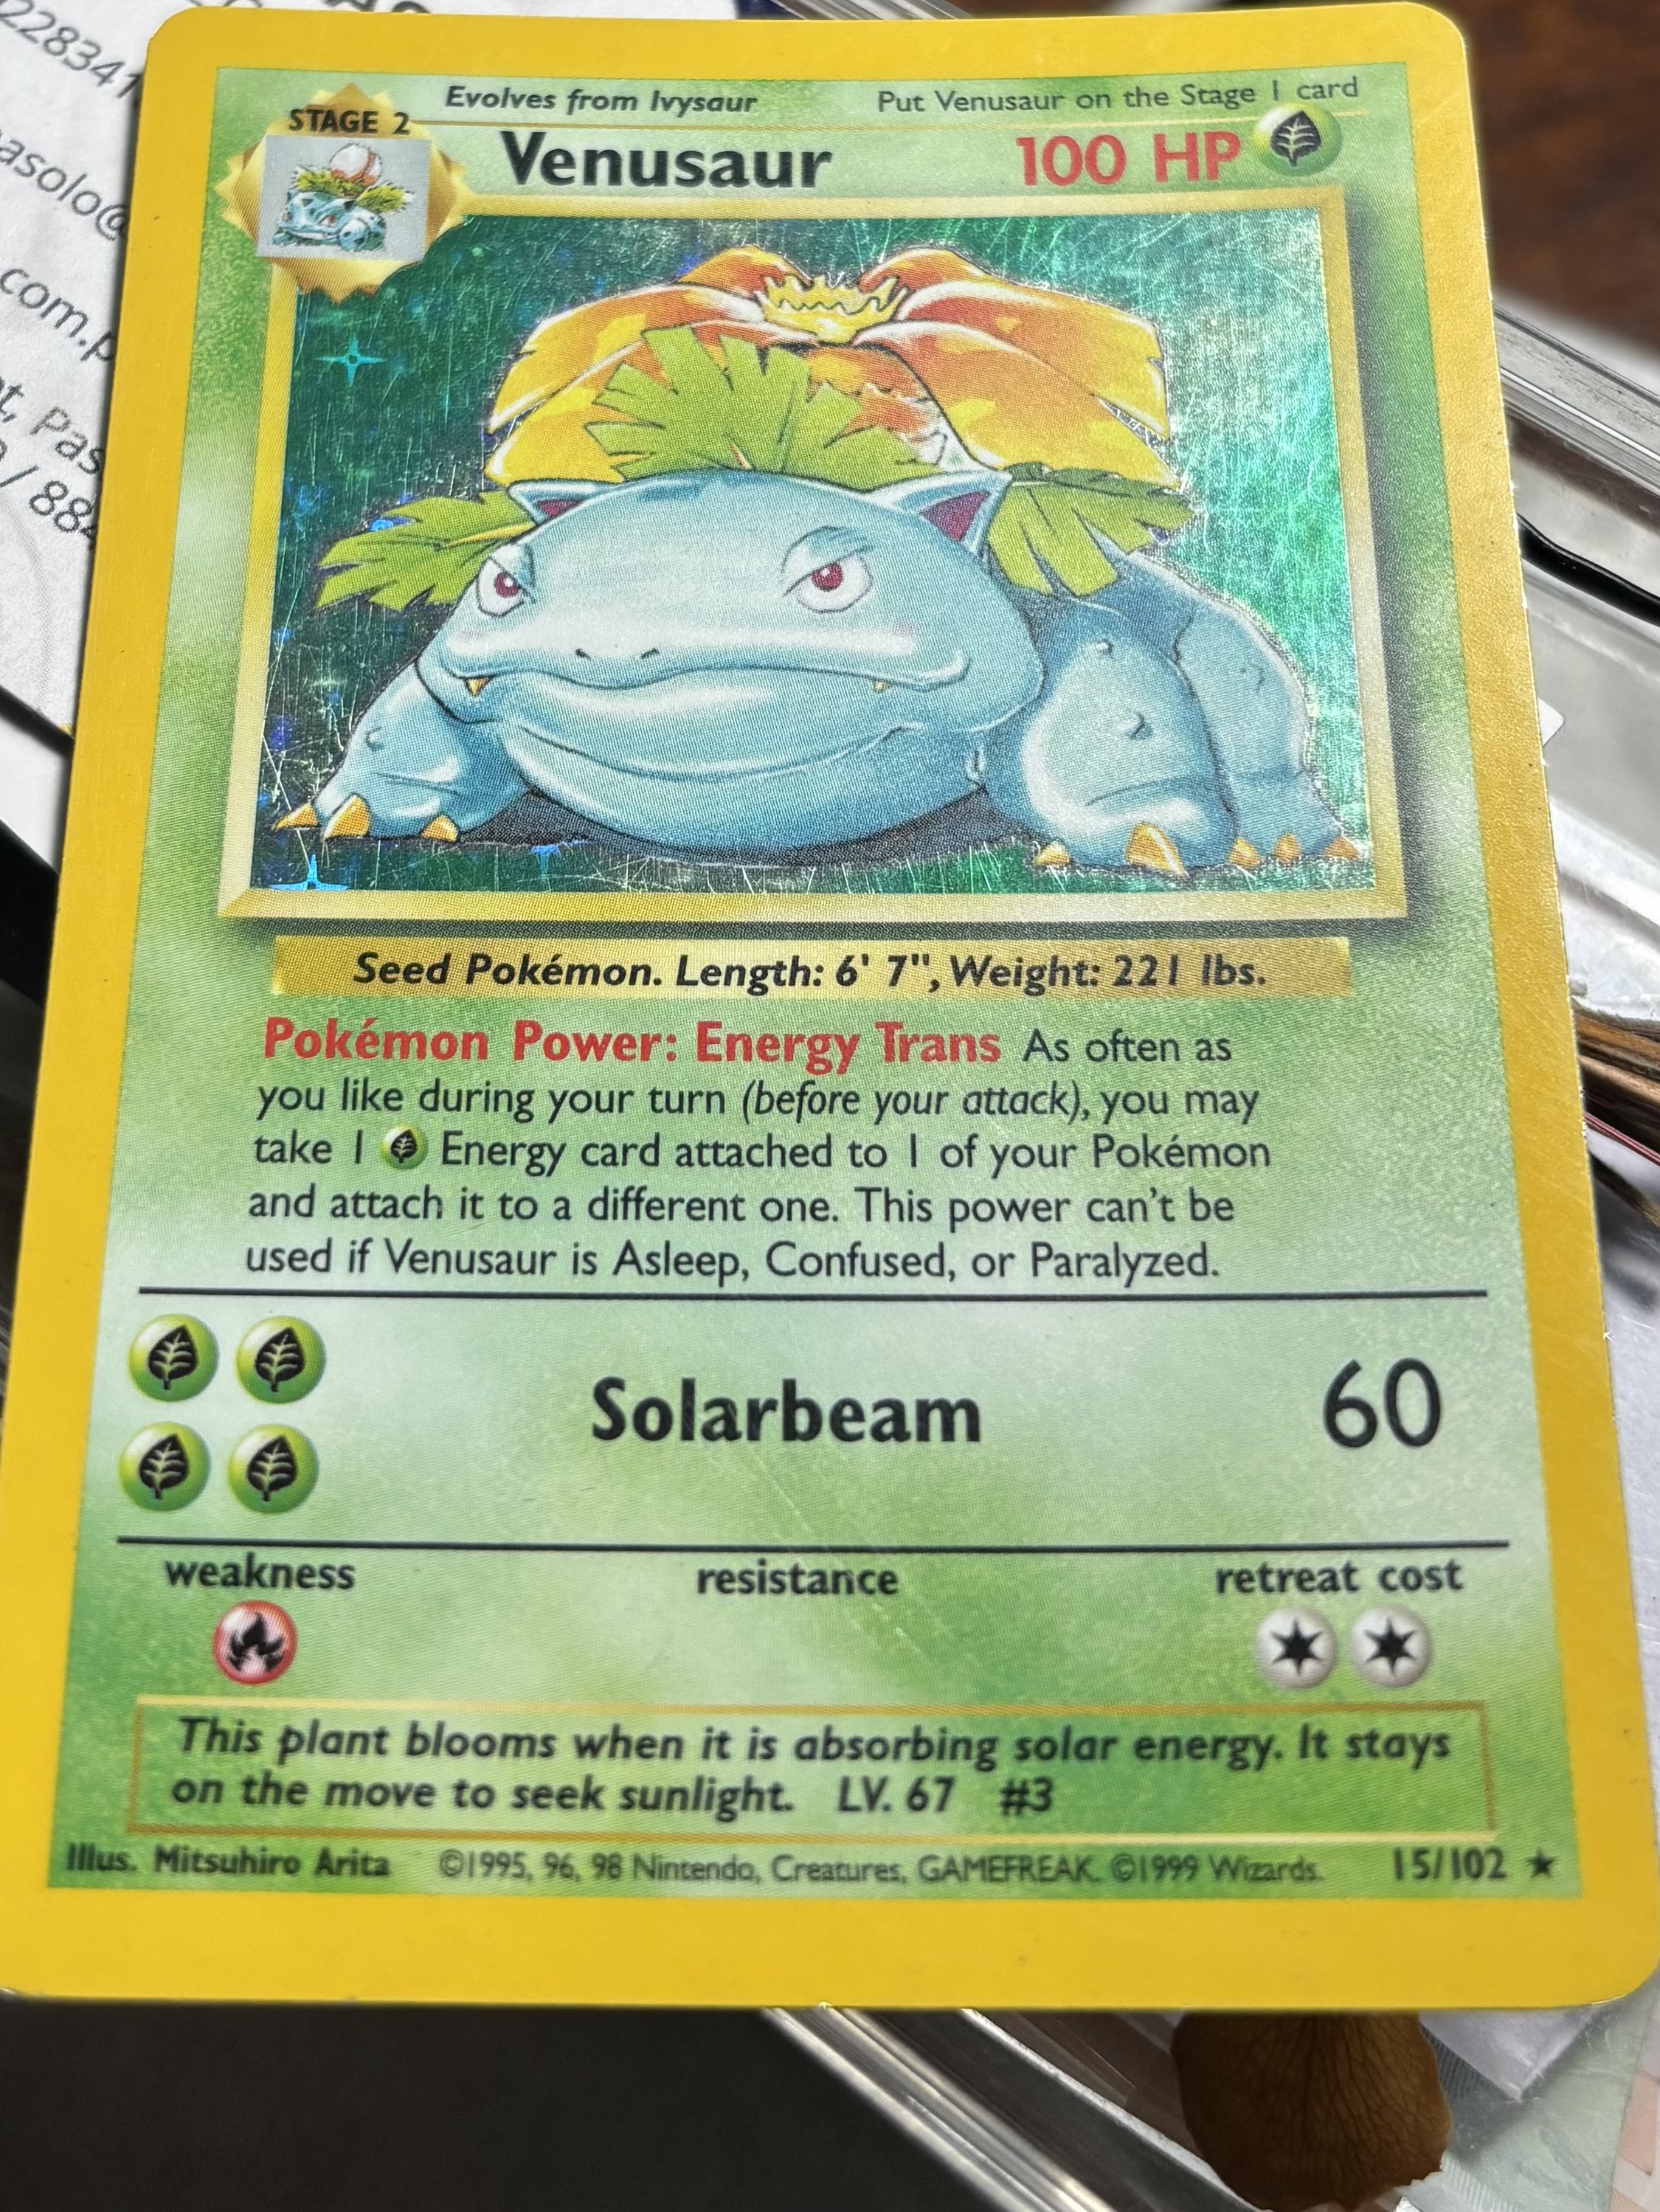 228341
asolo@
com.p
t, Pas
/ 884
Evolves from Ivysaur
Put Venusaur on the Stage 1 card
STAGE 2
Venusaur
100 HP
Seed Pokémon. Length: 6' 7", Weight: 221 lbs.
Pokémon Power: Energy Trans As often as
you like during your turn (before your attack), you may
take 1 Energy card attached to 1 of your Pokémon
and attach it to a different one. This power can't be
used if Venusaur is Asleep, Confused, or Paralyzed.
Solarbeam
60
weakness
resistance
retreat cost
This plant blooms when it is absorbing solar energy. It stays
on the move to seek sunlight. LV. 67 #3
Illus. Mitsuhiro Arita
©1995, 96, 98 Nintendo, Creatures, GAMEFREAK. ©1999 Wizards.
15/102 ★